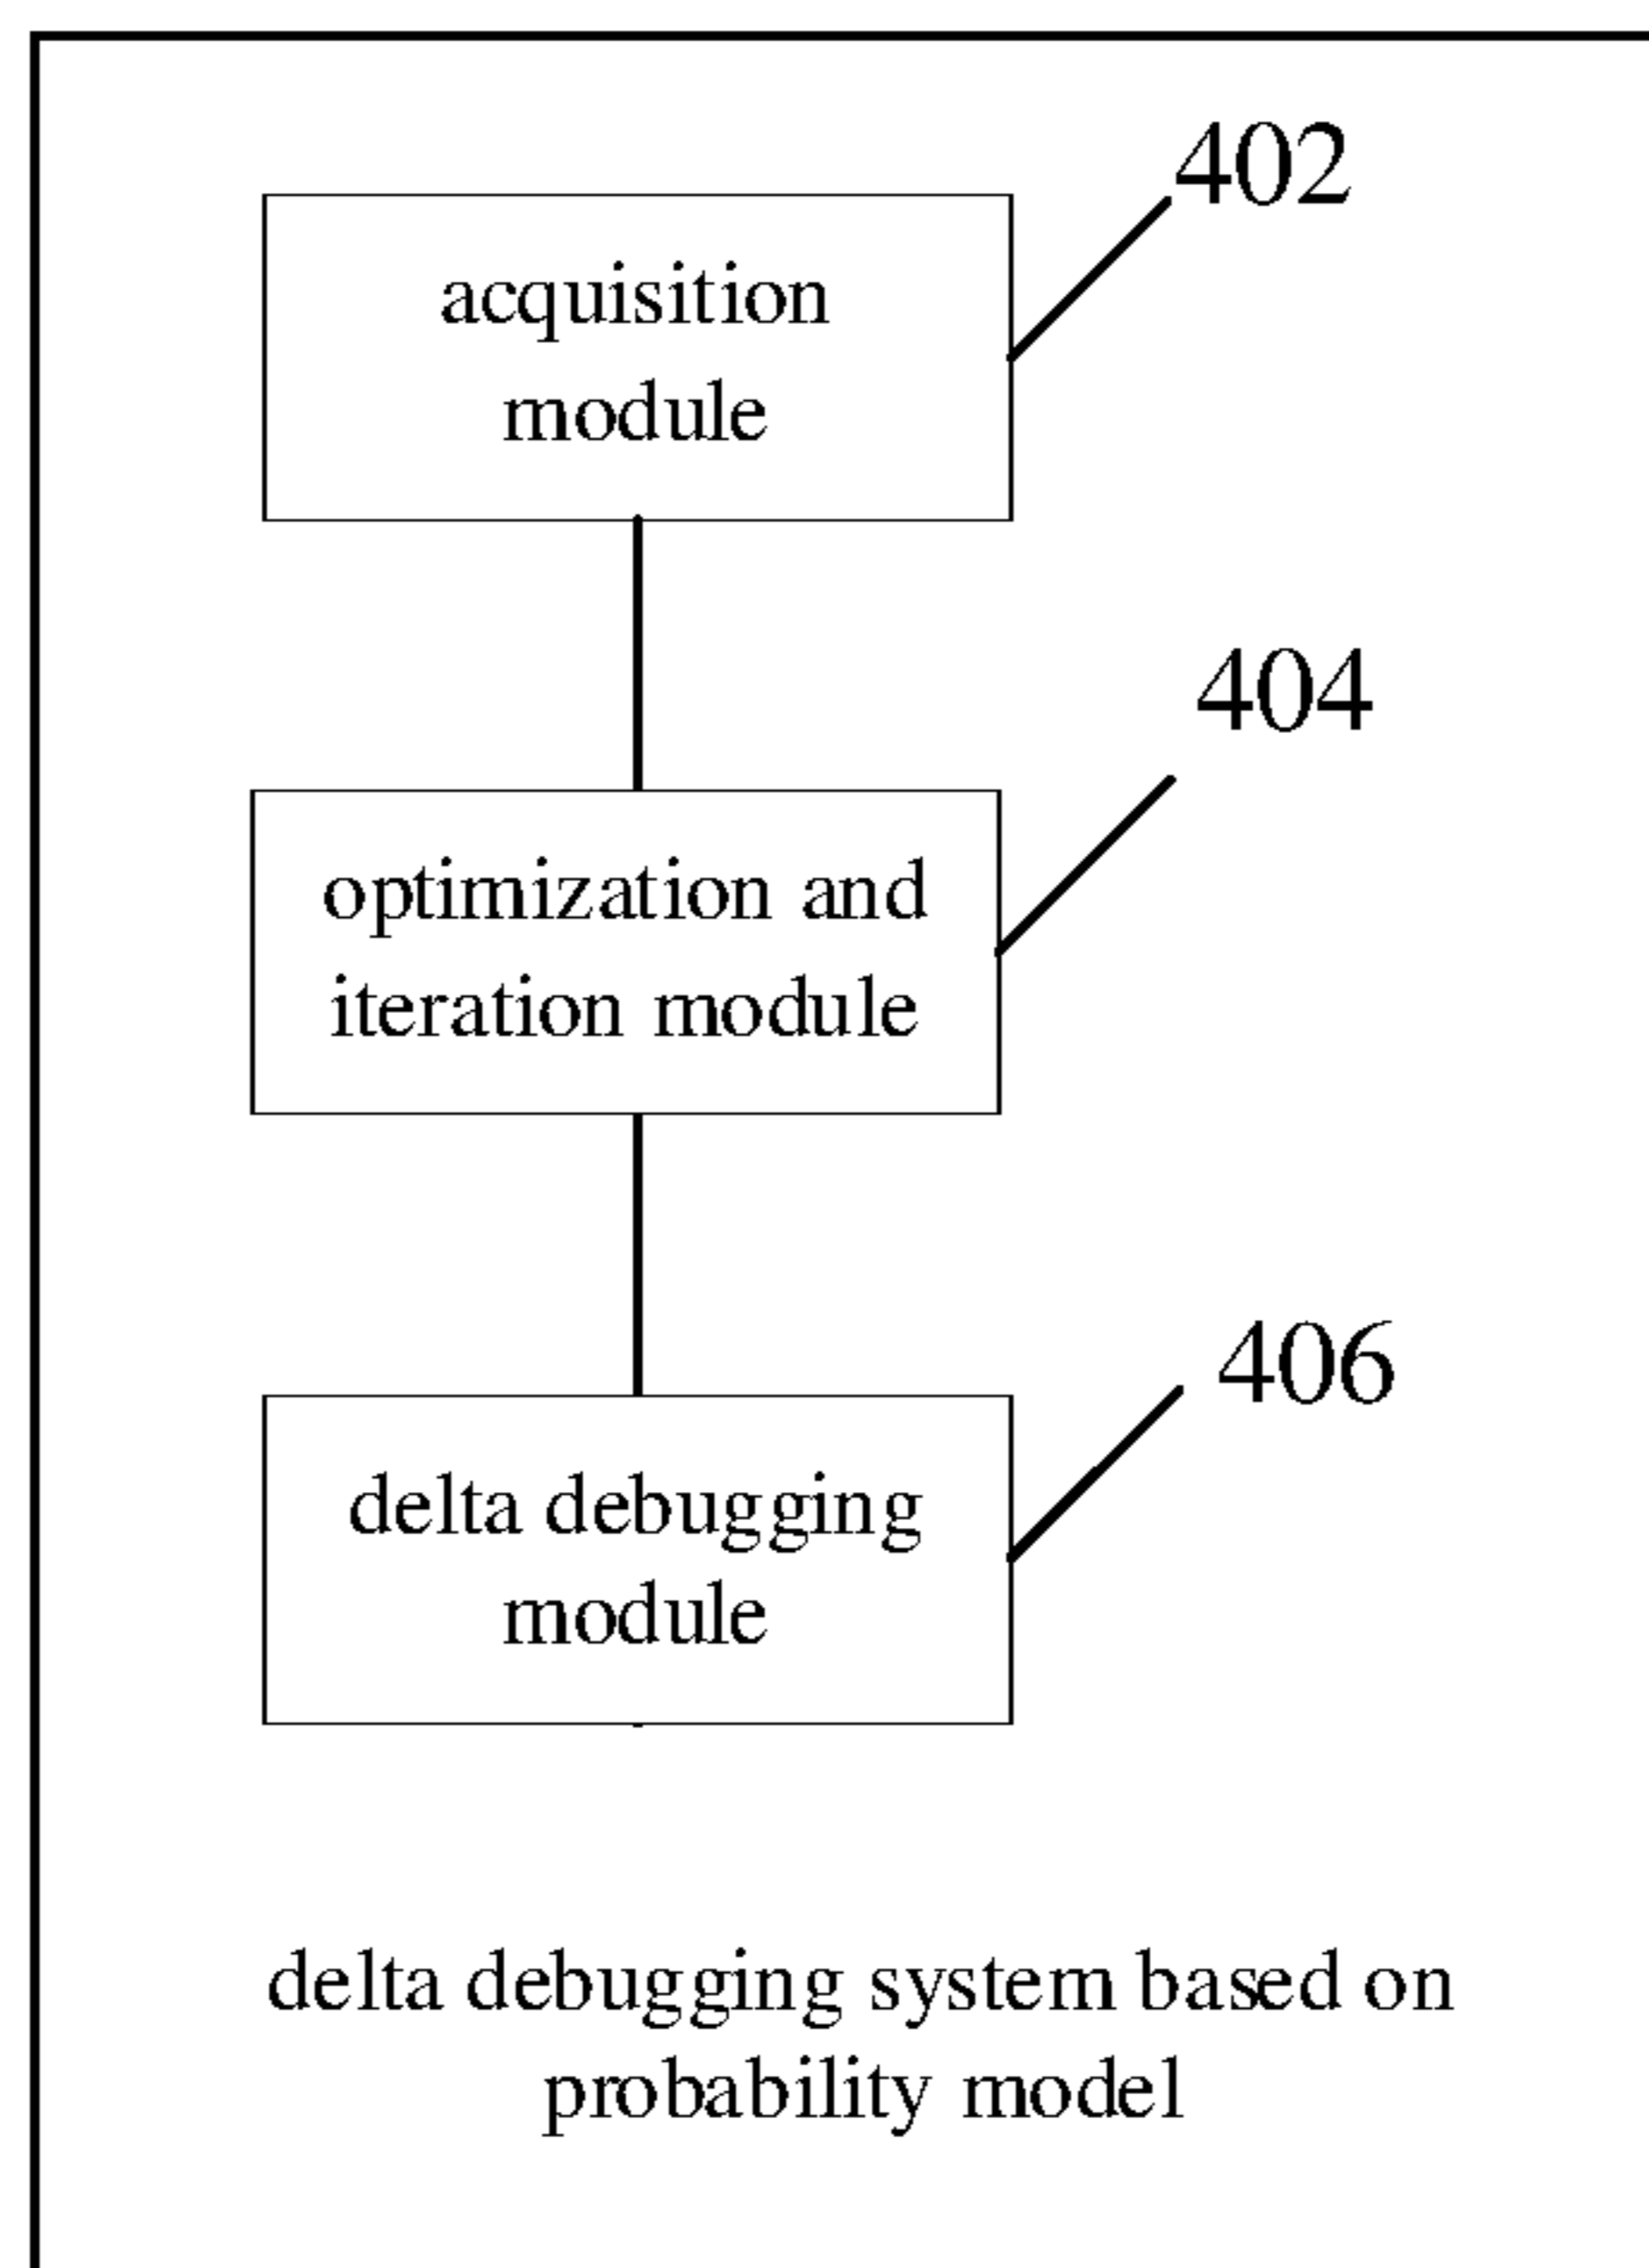 402
acquisition
module
404
optimization and
iteration module
406
delta debugging
module
delta debugging system based on
probability model